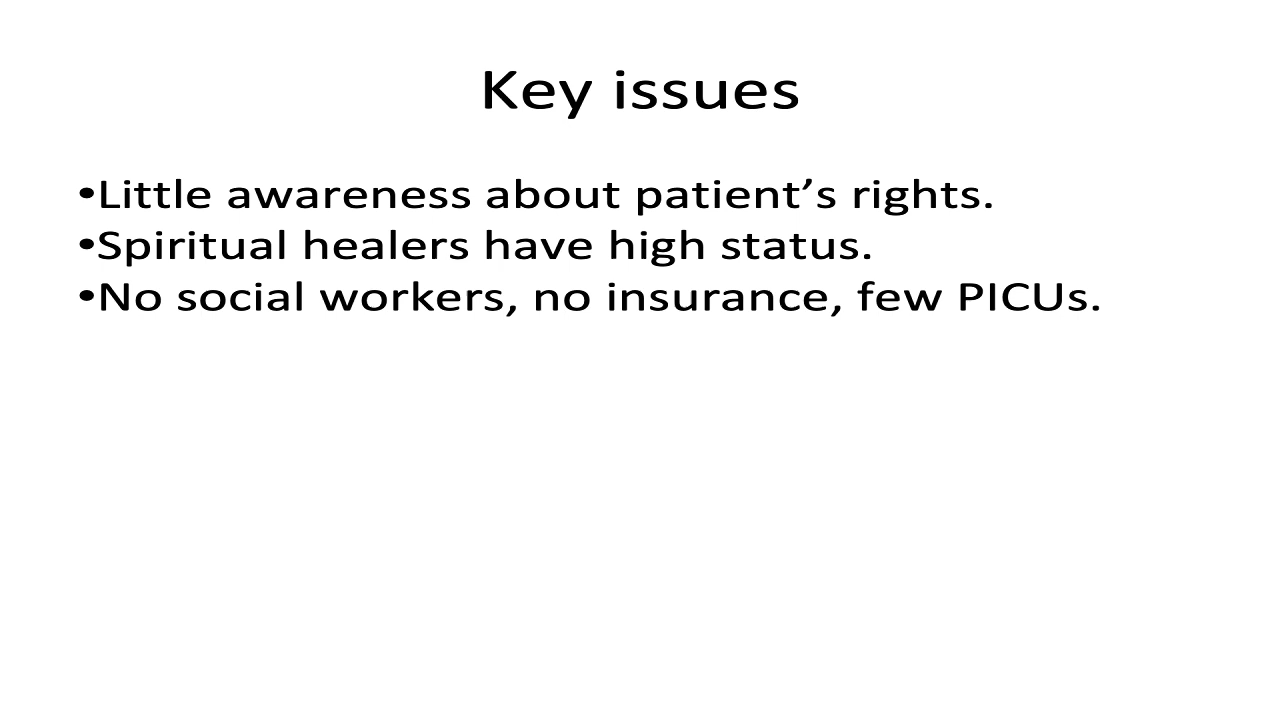 Key issues
•Little awareness about patient’s rights.
•Spiritual healers have high status.
•No social workers, no insurance, few PICUs.